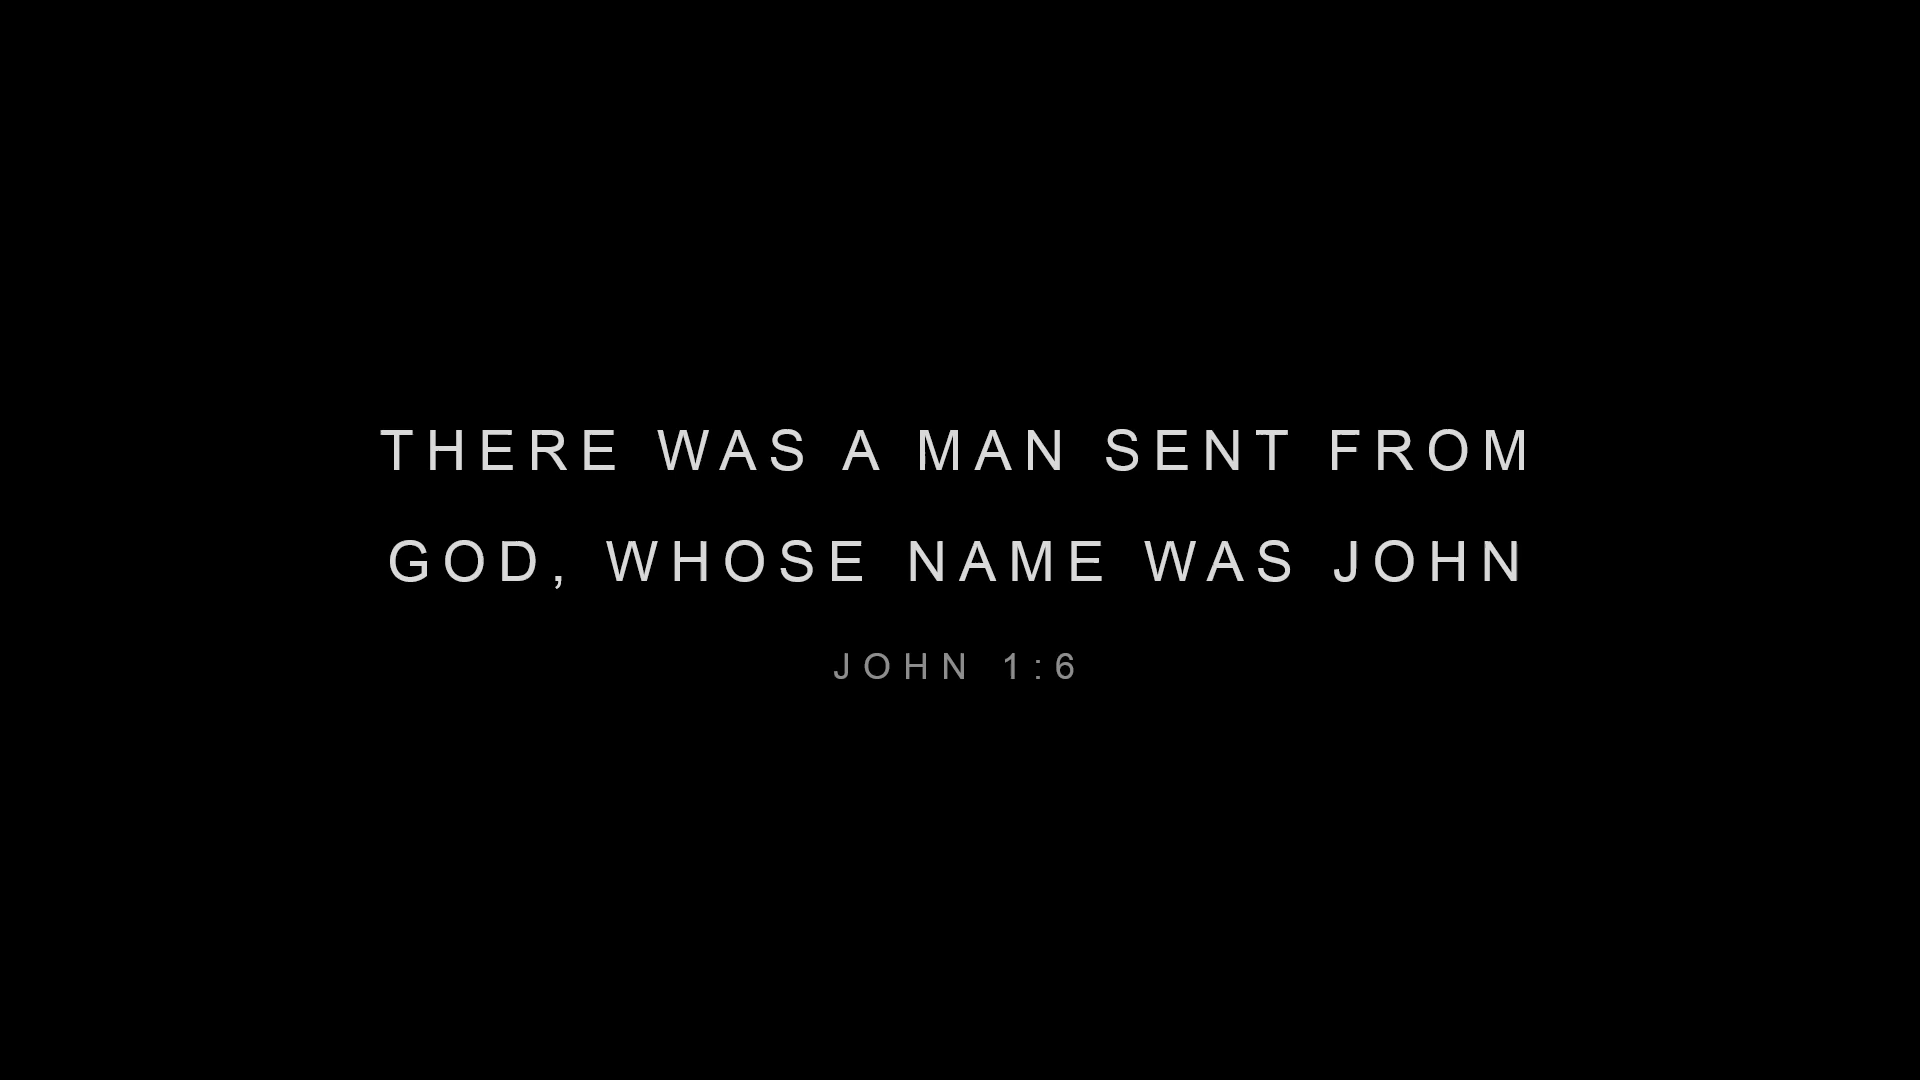 THERE WAS A MAN SENT FROM
GOD, WHOSE NAME WAS JOHN
JOHN 1:6